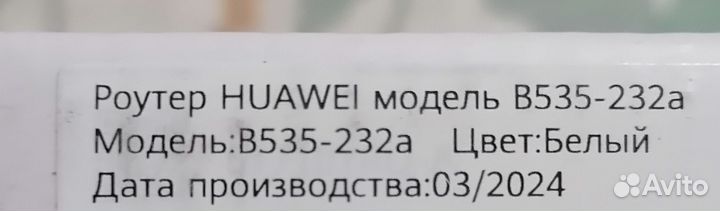 Роутер HUAWEI модель B535-232a
Модель:B535-232a Цвет:Белый
Дата производства:03/2024
Avito